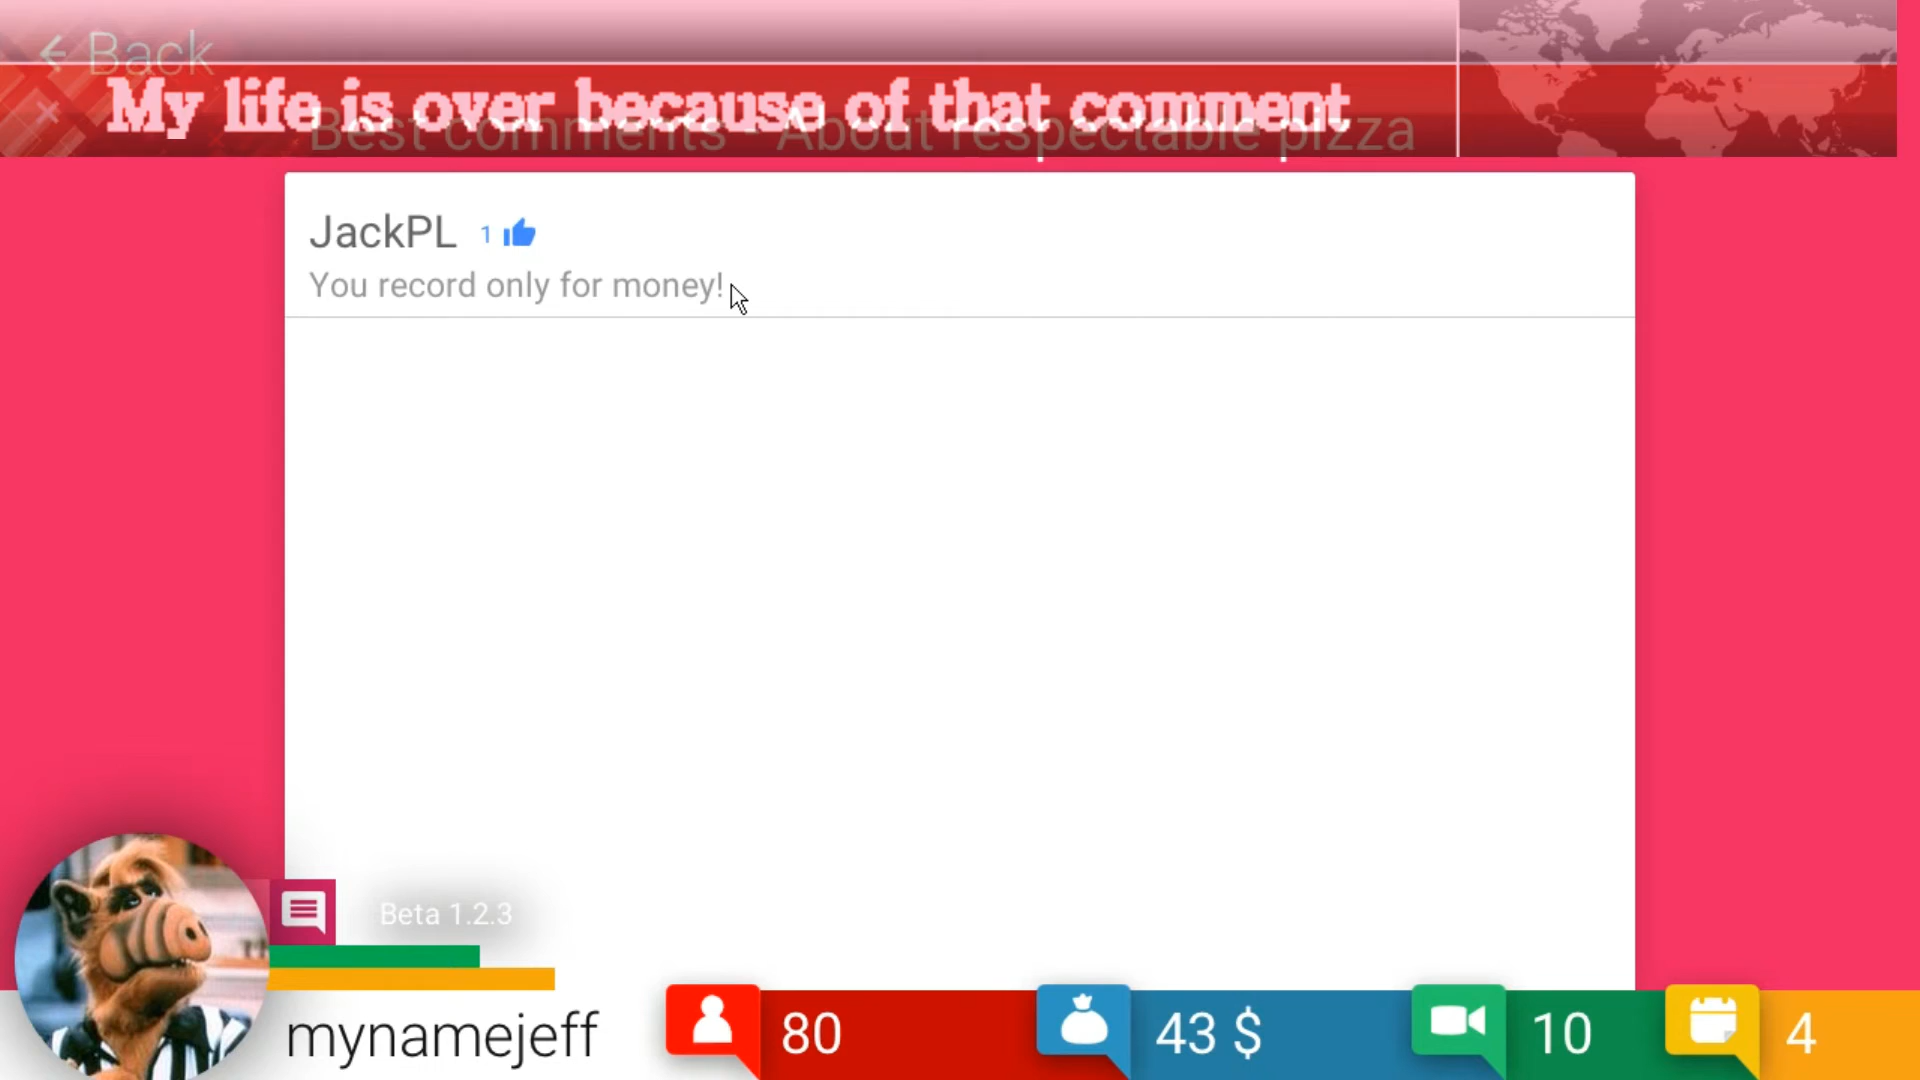 Back
My life is over because of that comment.
Best comments - About respectable pizza
JackPL 1
You record only for money!
Beta 1.2.3
mynamejeff
80
43 $
10
4